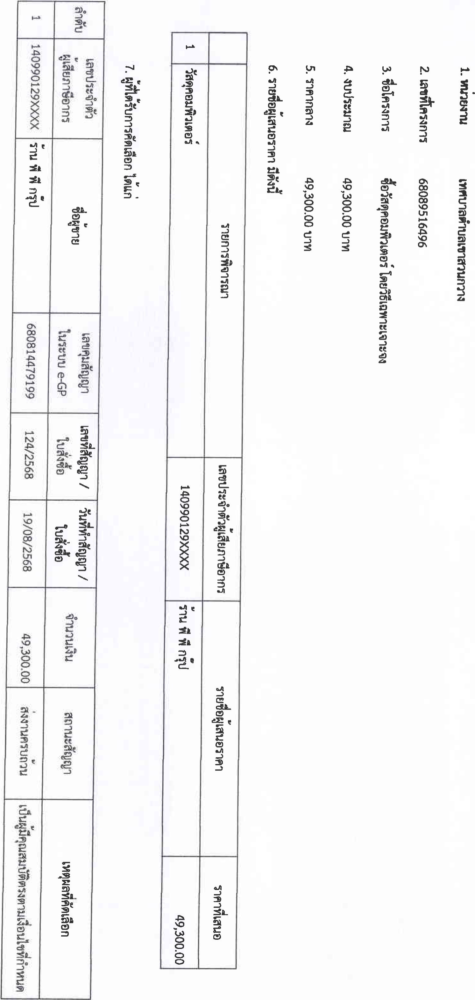 1. หน่วยงาน เทศบาลตำบลเขาสวนกวาง
2. เลขที่โครงการ 68089516496
3. ชื่อโครงการ ซื้อวัสดุคอมพิวเตอร์ โดยวิธีเฉพาะเจาะจง
4. งบประมาณ 49,300.00 บาท
5. ราคากลาง 49,300.00 บาท
6. รายชื่อผู้เสนอราคา มีดังนี้
รายการพิจารณา เลขประจำตัวผู้เสียภาษีอากร รายชื่อผู้เสนอราคา ราคาที่เสนอ
1 วัสดุคอมพิวเตอร์ 140990129XXXX ร้าน พี พี กรุ๊ป 49,300.00
7. ผู้ที่ได้รับการคัดเลือก ได้แก่
ลำดับ เลขประจำตัว ชื่อผู้ขาย เลขคุมสัญญา เลขที่สัญญา / วันที่ทำสัญญา / จำนวนเงิน สถานะสัญญา เหตุผลที่คัดเลือก
ผู้เสียภาษีอากร ในระบบ e-GP ใบสั่งซื้อ ใบสั่งซื้อ
1 140990129XXXX ร้าน พี พี กรุ๊ป 680814479199 124/2568 19/08/2568 49,300.00 ส่งงานครบถ้วน เป็นผู้มีคุณสมบัติตรงตามเงื่อนไขที่กำหนด